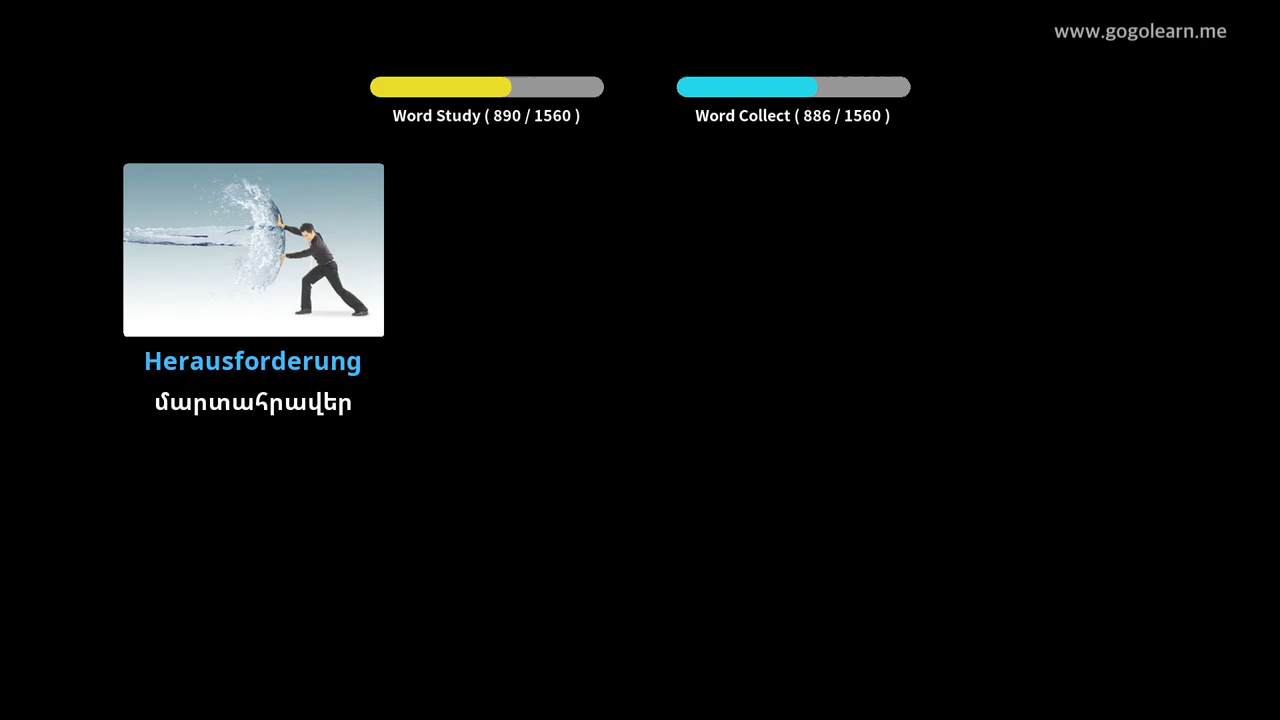 www.gogolearn.me
Word Study ( 890 / 1560 )
Word Collect ( 886 / 1560 )
Herausforderung
մարտահրավեր